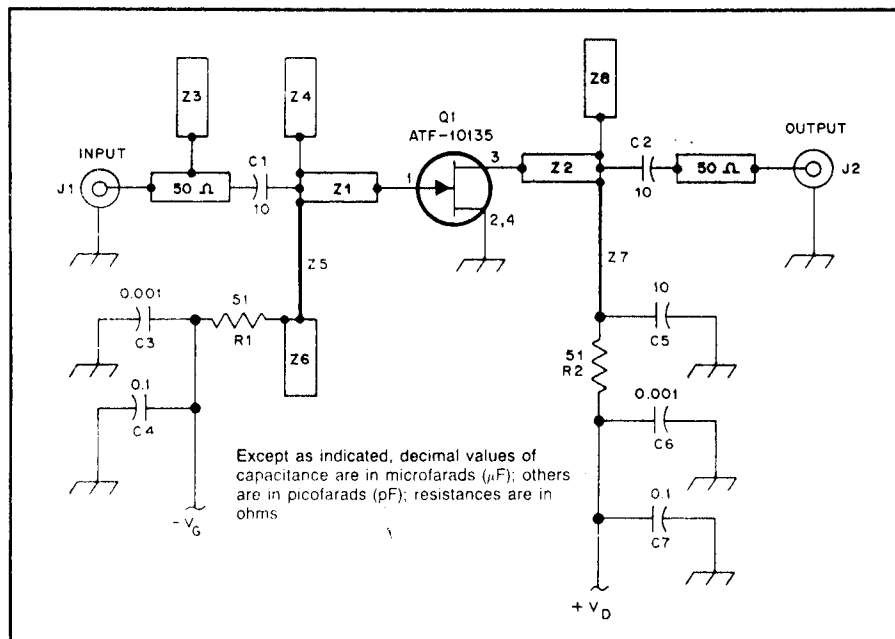 Z3
Z4
Z8
Q1
ATF-10135
INPUT
C1
C2
OUTPUT
J1
50 Ω
10
Z1
1
3
2,4
Z2
10
50 Ω
J2
Z5
Z7
0.001
C3
51
R1
Z6
10
C5
51
R2
0.1
C4
0.001
C6
Except as indicated, decimal values of
capacitance are in microfarads (μF); others
are in picofarads (pF); resistances are in
ohms
-VG
0.1
C7
+VD